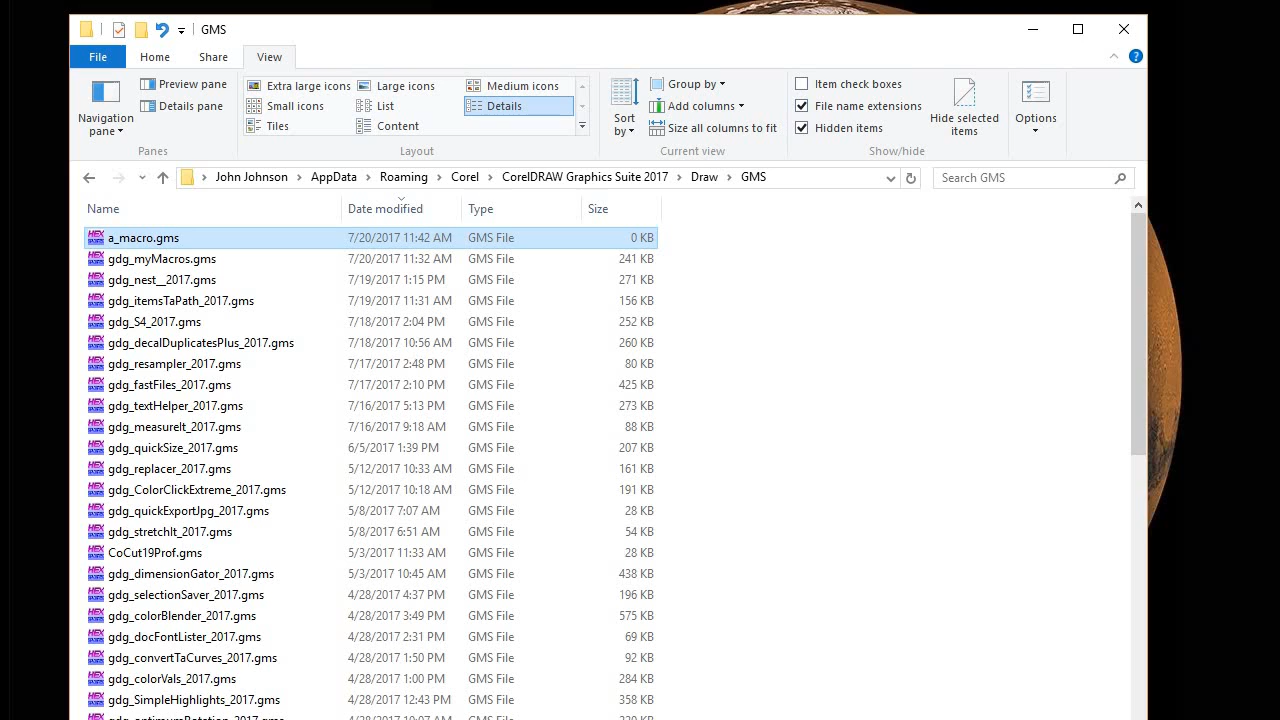 GMS
File Home Share View
Navigation pane
Preview pane
Details pane
Panes
Extra large icons Large icons Medium icons
Small icons List Details
Tiles Content
Layout
Sort by
Group by
Add columns
Size all columns to fit
Current view
Item check boxes
File name extensions
Hidden items
Hide selected items
Show/hide
Options
John Johnson AppData Roaming Corel CorelDRAW Graphics Suite 2017 Draw GMS
Search GMS
Name Date modified Type Size
a_macro.gms 7/20/2017 11:42 AM GMS File 0 KB
gdg_myMacros.gms 7/20/2017 11:32 AM GMS File 241 KB
gdg_nest__2017.gms 7/19/2017 1:15 PM GMS File 271 KB
gdg_itemsTaPath_2017.gms 7/19/2017 11:31 AM GMS File 156 KB
gdg_S4_2017.gms 7/18/2017 2:04 PM GMS File 252 KB
gdg_decalDuplicatesPlus_2017.gms 7/18/2017 10:56 AM GMS File 260 KB
gdg_resampler_2017.gms 7/17/2017 2:48 PM GMS File 80 KB
gdg_fastFiles_2017.gms 7/17/2017 2:10 PM GMS File 425 KB
gdg_textHelper_2017.gms 7/16/2017 5:13 PM GMS File 273 KB
gdg_measureIt_2017.gms 7/16/2017 9:18 AM GMS File 88 KB
gdg_quickSize_2017.gms 6/5/2017 1:39 PM GMS File 207 KB
gdg_replacer_2017.gms 5/12/2017 10:33 AM GMS File 161 KB
gdg_ColorClickExtreme_2017.gms 5/12/2017 10:18 AM GMS File 191 KB
gdg_quickExportJpg_2017.gms 5/8/2017 7:07 AM GMS File 28 KB
gdg_stretchIt_2017.gms 5/8/2017 6:51 AM GMS File 54 KB
CoCut19Prof.gms 5/3/2017 11:33 AM GMS File 28 KB
gdg_dimensionGator_2017.gms 5/3/2017 10:45 AM GMS File 438 KB
gdg_selectionSaver_2017.gms 4/28/2017 4:37 PM GMS File 196 KB
gdg_colorBlender_2017.gms 4/28/2017 3:49 PM GMS File 575 KB
gdg_docFontLister_2017.gms 4/28/2017 2:31 PM GMS File 69 KB
gdg_convertTaCurves_2017.gms 4/28/2017 1:50 PM GMS File 92 KB
gdg_colorVals_2017.gms 4/28/2017 1:00 PM GMS File 284 KB
gdg_SimpleHighlights_2017.gms 4/28/2017 12:43 PM GMS File 358 KB